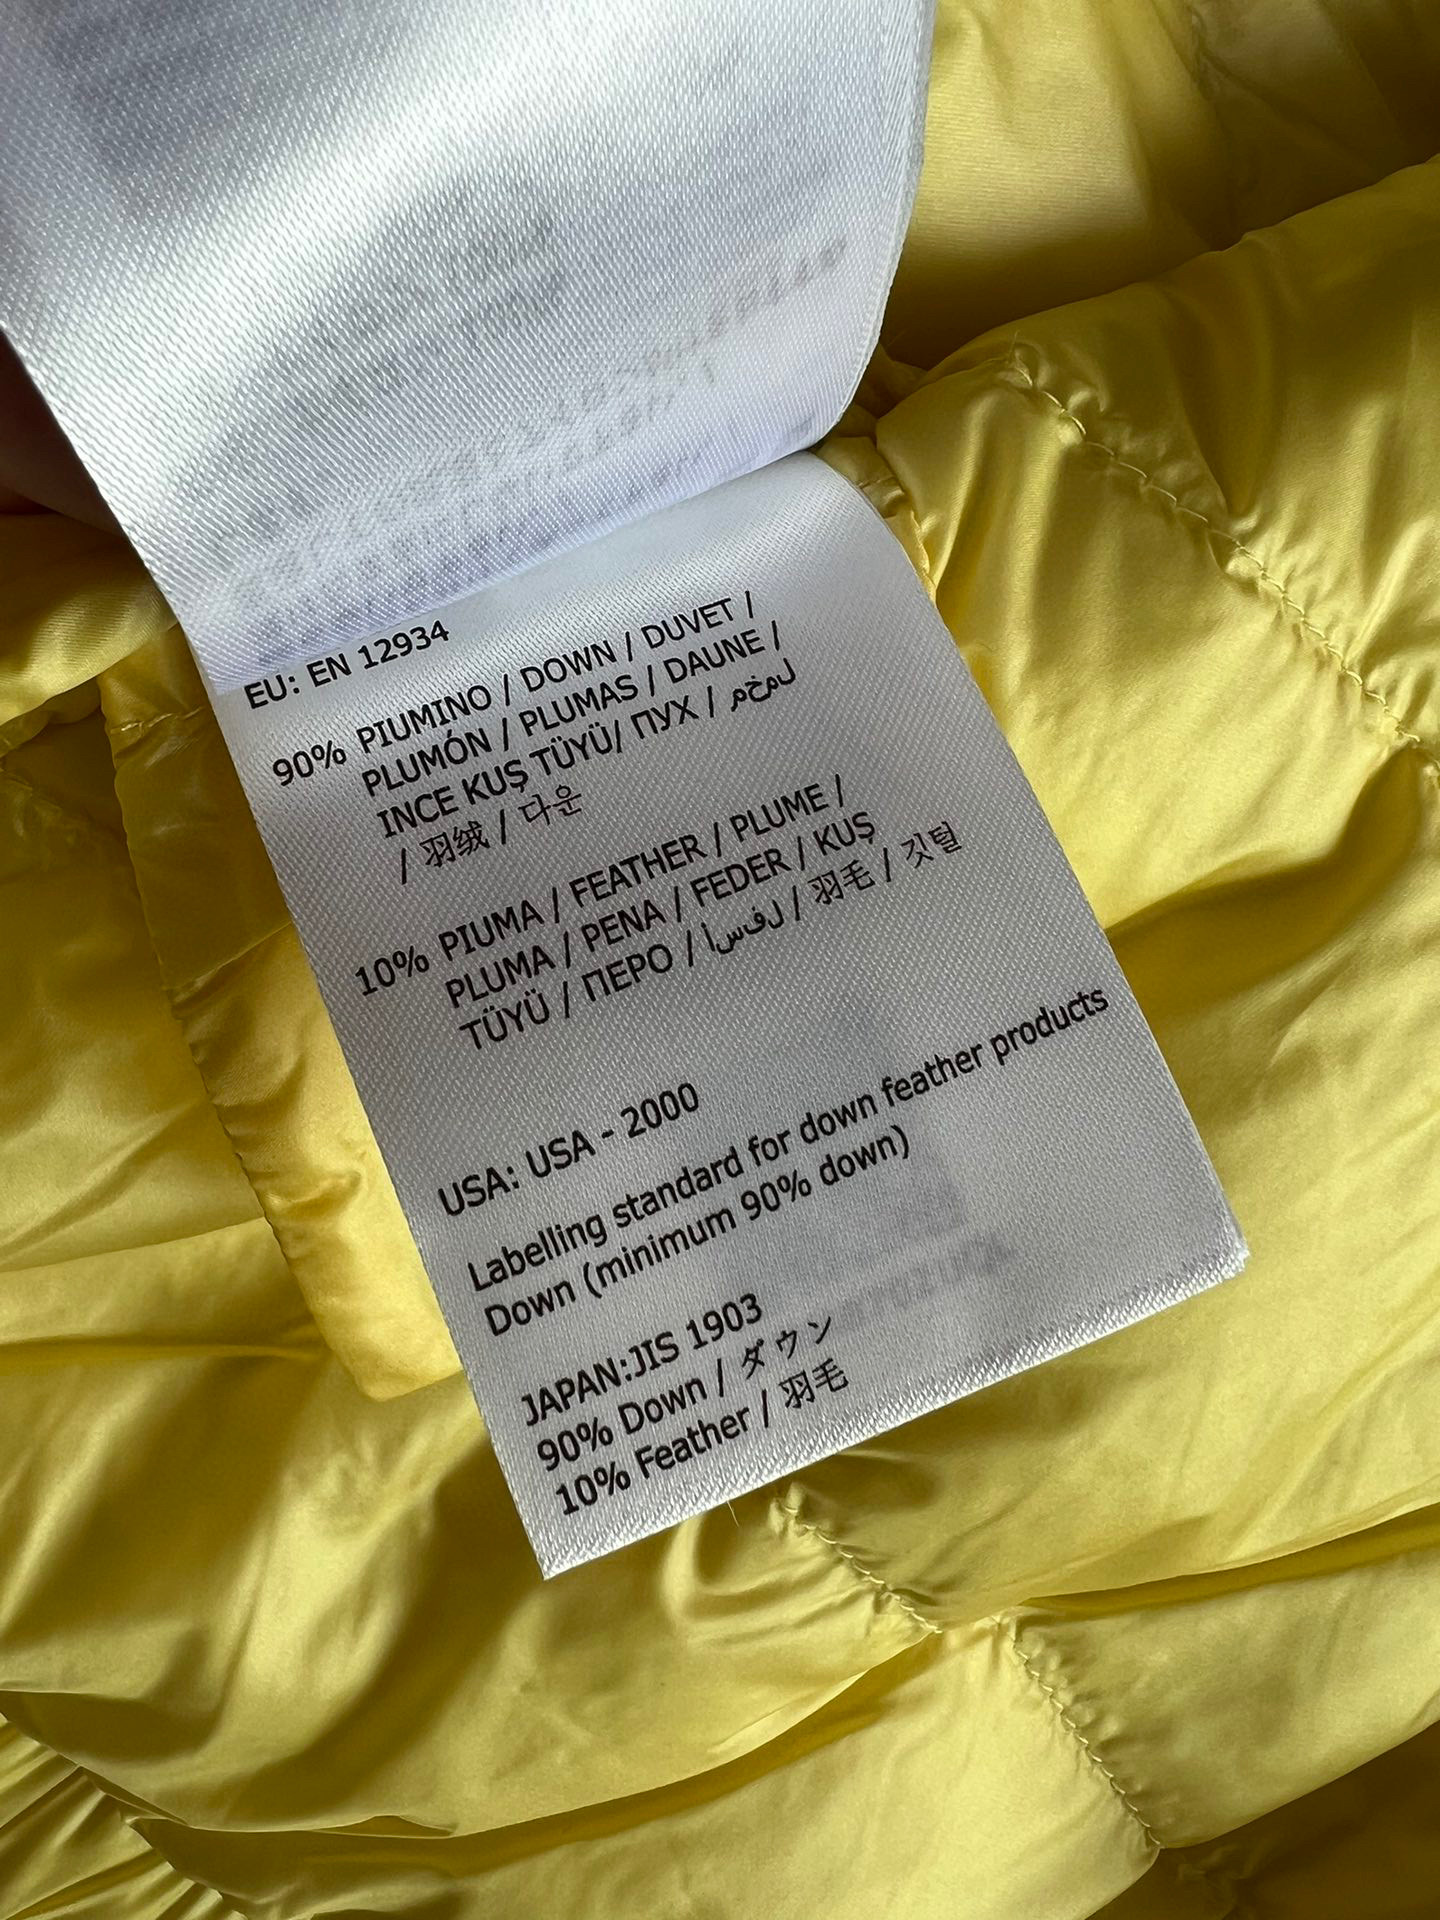 EU: EN 12934
90% PIUMINO / DOWN / DUVET /
PLUMÓN / PLUMAS / DAUNE /
INCE KUŞ TÜYÜ/ ПУХ / لمخم
/ 羽绒 / 다운
10% PIUMA / FEATHER / PLUME /
PLUMA / PENA / FEDER / KUŞ
TÜYÜ / ПЕРО / لفسا / 羽毛 / 깃털
USA: USA - 2000
Labelling standard for down feather products
Down (minimum 90% down)
JAPAN:JIS 1903
90% Down / ダウン
10% Feather / 羽毛